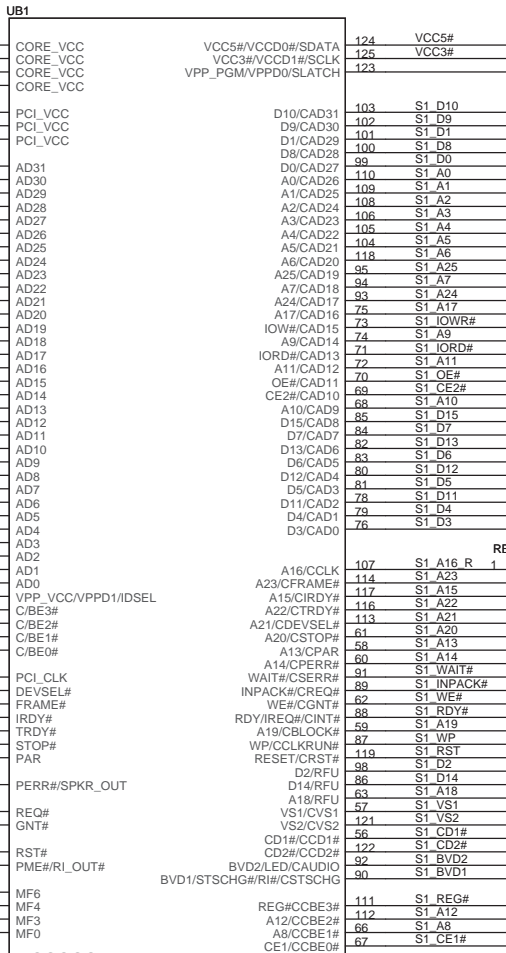 UB1
CORE_VCC VCC5#/VCCD0#/SDATA 124 VCC5#
CORE_VCC VCC3#/VCCD1#/SCLK 125 VCC3#
CORE_VCC VPP_PGM/VPPD0/SLATCH 123
CORE_VCC
PCI_VCC D10/CAD31 103 S1_D10
PCI_VCC D9/CAD30 102 S1_D9
PCI_VCC D1/CAD29 101 S1_D1
D8/CAD28 100 S1_D8
AD31 D0/CAD27 99 S1_D0
AD30 A0/CAD26 110 S1_A0
AD29 A1/CAD25 109 S1_A1
AD28 A2/CAD24 108 S1_A2
AD27 A3/CAD23 106 S1_A3
AD26 A4/CAD22 105 S1_A4
AD25 A5/CAD21 104 S1_A5
AD24 A6/CAD20 118 S1_A6
AD23 A25/CAD19 95 S1_A25
AD22 A7/CAD18 94 S1_A7
AD21 A24/CAD17 93 S1_A24
AD20 A17/CAD16 75 S1_A17
AD19 IOW#/CAD15 73 S1_IOWR#
AD18 A9/CAD14 74 S1_A9
AD17 IORD#/CAD13 71 S1_IORD#
AD16 A11/CAD12 72 S1_A11
AD15 OE#/CAD11 70 S1_OE#
AD14 CE2#/CAD10 69 S1_CE2#
AD13 A10/CAD9 68 S1_A10
AD12 D15/CAD8 85 S1_D15
AD11 D7/CAD7 84 S1_D7
AD10 D13/CAD6 82 S1_D13
AD9 D6/CAD5 83 S1_D6
AD8 D12/CAD4 80 S1_D12
AD7 D5/CAD3 81 S1_D5
AD6 D11/CAD2 78 S1_D11
AD5 D4/CAD1 79 S1_D4
AD4 D3/CAD0 76 S1_D3
AD3
AD2
AD1 A16/CCLK 107 S1_A16_R 1
AD0 A23/CFRAME# 114 S1_A23
VPP_VCC/VPPD1/IDSEL A15/CIRDY# 117 S1_A15
C/BE3# A22/CTRDY# 116 S1_A22
C/BE2# A21/CDEVSEL# 113 S1_A21
C/BE1# A20/CSTOP# 61 S1_A20
C/BE0# A13/CPAR 58 S1_A13
A14/CPERR# 60 S1_A14
PCI_CLK WAIT#/CSERR# 91 S1_WAIT#
DEVSEL# INPACK#/CREQ# 89 S1_INPACK#
FRAME# WE#/CGNT# 62 S1_WE#
IRDY# RDY/IREQ#/CINT# 88 S1_RDY#
TRDY# A19/CBLOCK# 59 S1_A19
STOP# WP/CCLKRUN# 87 S1_WP
PAR RESET/CRST# 119 S1_RST
D2/RFU 98 S1_D2
PERR#/SPKR_OUT D14/RFU 86 S1_D14
A18/RFU 63 S1_A18
REQ# VS1/CVS1 57 S1_VS1
GNT# VS2/CVS2 121 S1_VS2
CD1#/CCD1# 56 S1_CD1#
RST# CD2#/CCD2# 122 S1_CD2#
PME#/RI_OUT# BVD2/LED/CAUDIO 92 S1_BVD2
BVD1/STSCHG#/RI#/CSTSCHG 90 S1_BVD1
MF6
MF4 REG#CCBE3# 111 S1_REG#
MF3 A12/CCBE2# 112 S1_A12
MF0 A8/CCBE1# 66 S1_A8
CE1/CCBE0# 67 S1_CE1#